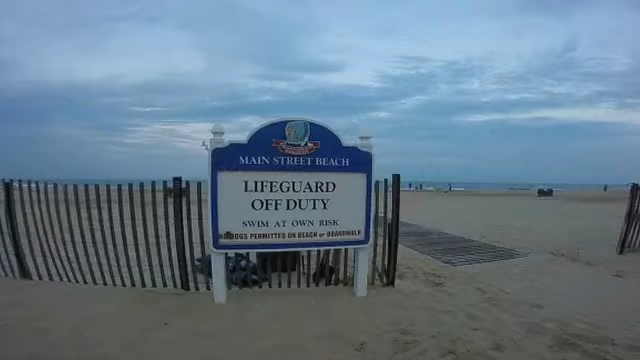 MAIN STREET BEACH
LIFEGUARD
OFF DUTY
SWIM AT OWN RISK
NO DOGS PERMITTED ON BEACH or BOARDWALK